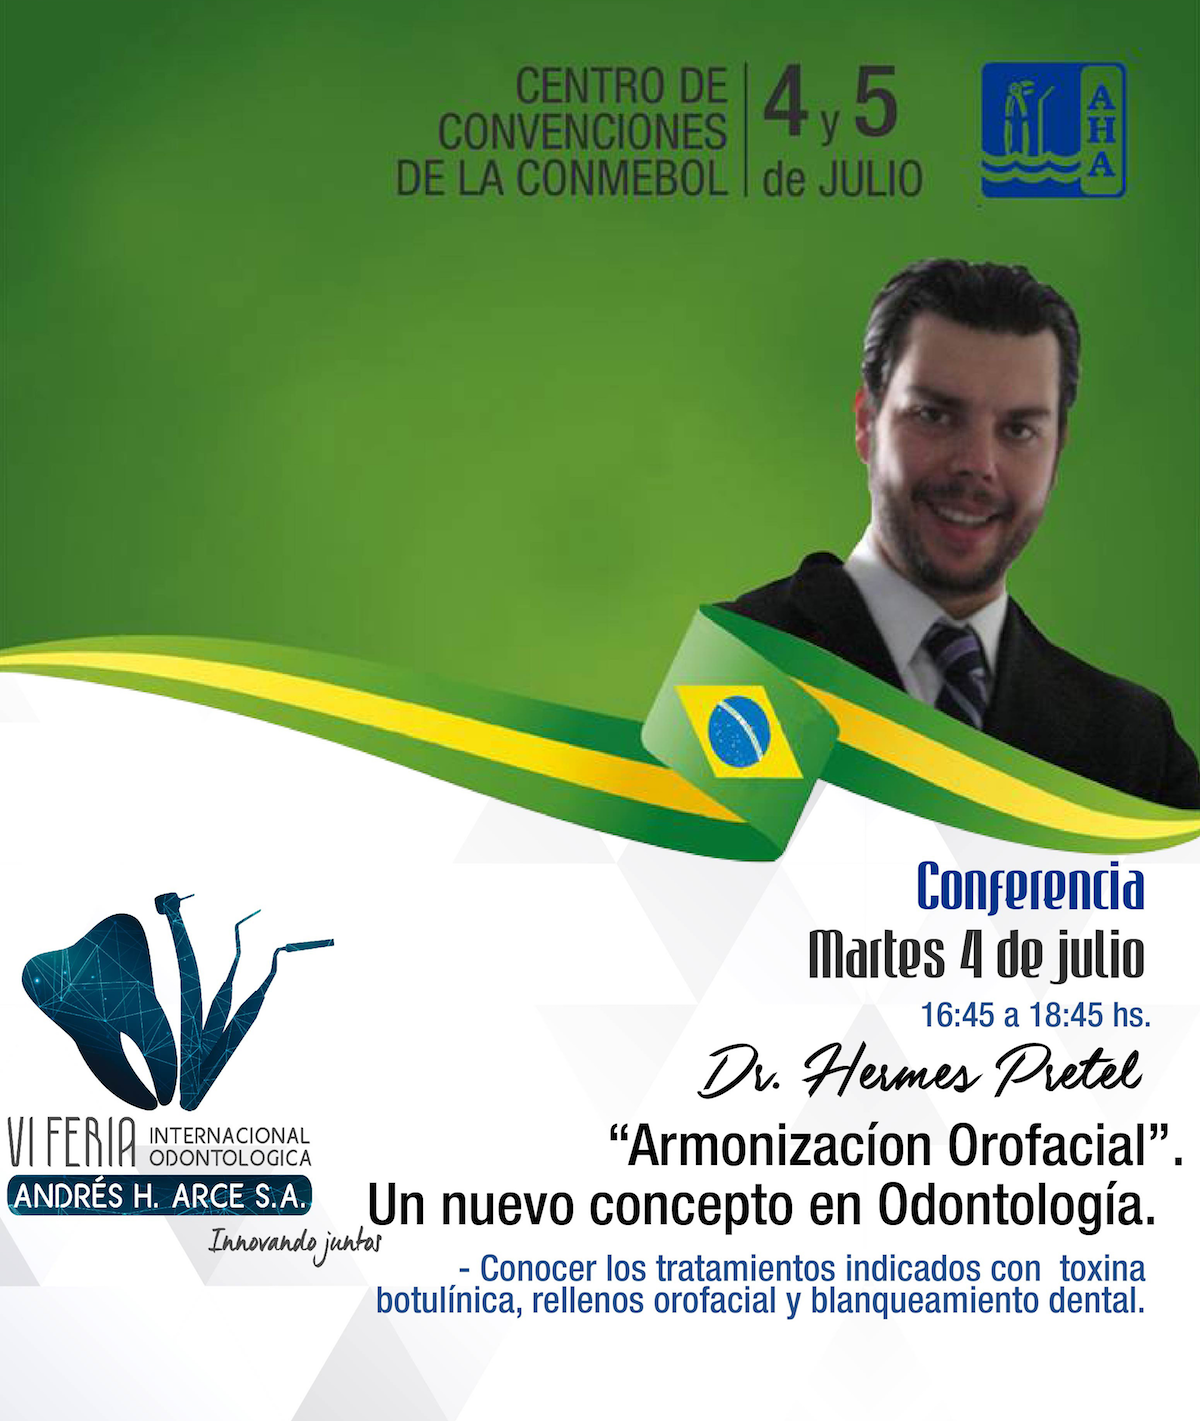 CENTRO DE
CONVENCIONES
DE LA CONMEBOL
4 y 5
de JULIO
AHA
Conferencia
Martes 4 de julio
16:45 a 18:45 hs.
Dr. Hermes Pretel
“Armonizacíon Orofacial”.
Un nuevo concepto en Odontología.
- Conocer los tratamientos indicados con toxina
botulínica, rellenos orofacial y blanqueamiento dental.
VI FERIA INTERNACIONAL
ODONTOLOGICA
ANDRÉS H. ARCE S.A.
Innovando juntos